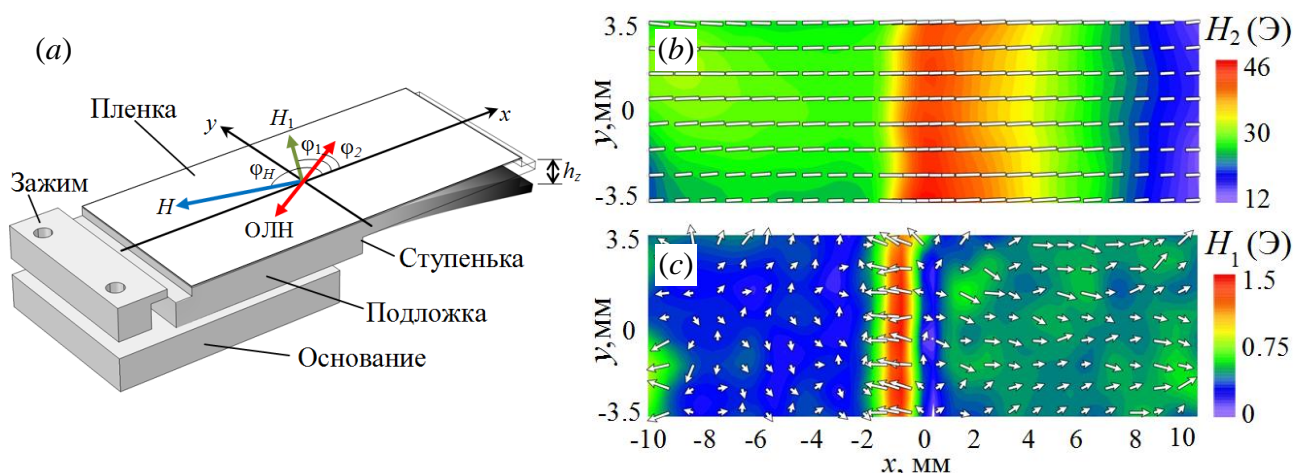 (a)
Пленка
Зажим
y
H1
φ1
φ2
x
φH
H
ОЛН
hz
Ступенька
Подложка
Основание
(b)
y,мм
3.5
0
-3.5
H2 (Э)
46
30
12
(c)
y,мм
3.5
0
-3.5
H1 (Э)
1.5
0.75
0
-10 -8 -6 -4 -2 0 2 4 6 8 10
x, мм